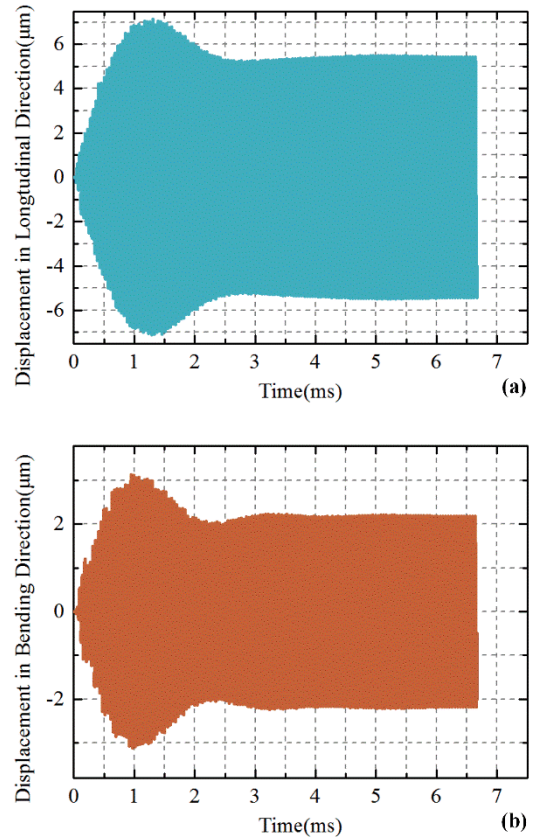 Displacement in Longtudinal Direction(μm)
6
4
2
0
-2
-4
-6
0 1 2 3 4 5 6 7
Time(ms)
(a)
Displacement in Bending Direction(μm)
2
0
-2
0 1 2 3 4 5 6 7
Time(ms)
(b)